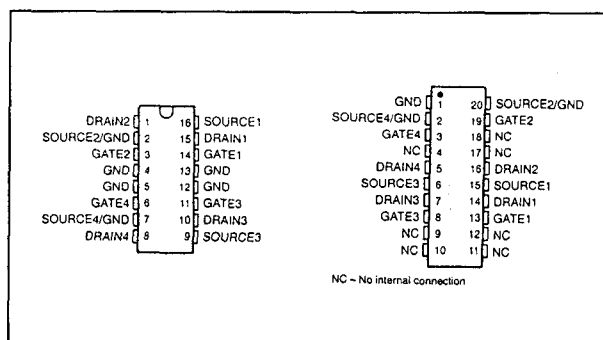 DRAIN2 1 16 SOURCE1
SOURCE2/GND 2 15 DRAIN1
GATE2 3 14 GATE1
GND 4 13 GND
GND 5 12 GND
GATE4 6 11 GATE3
SOURCE4/GND 7 10 DRAIN3
DRAIN4 8 9 SOURCE3
GND 1 20 SOURCE2/GND
SOURCE4/GND 2 19 GATE2
GATE4 3 18 NC
NC 4 17 NC
DRAIN4 5 16 DRAIN2
SOURCE3 6 15 SOURCE1
DRAIN3 7 14 DRAIN1
GATE3 8 13 GATE1
NC 9 12 NC
NC 10 11 NC
NC – No internal connection